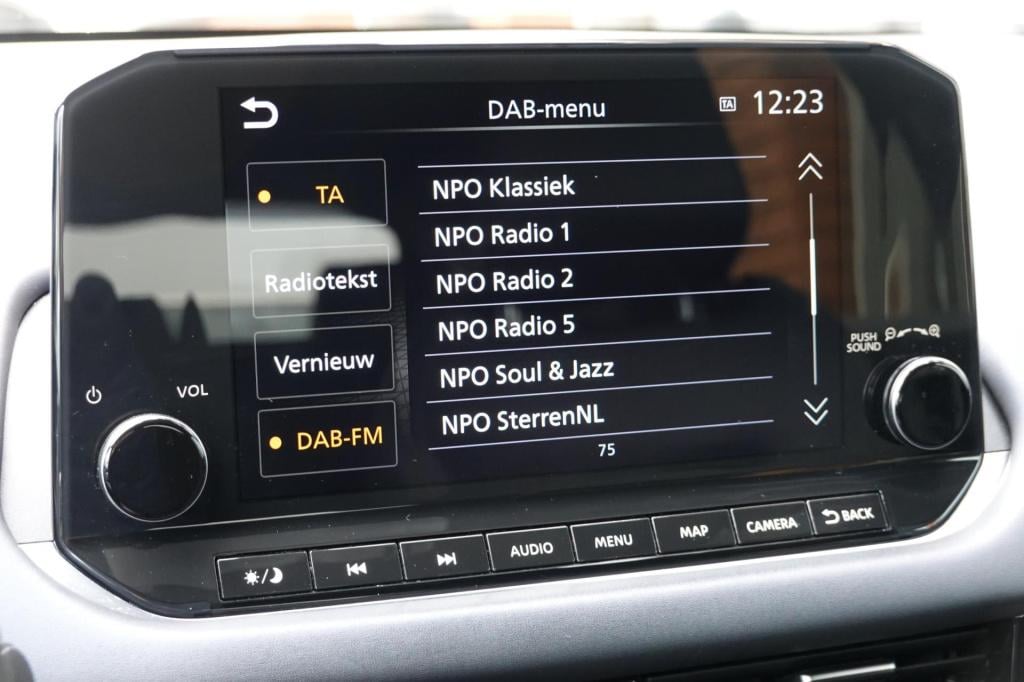 DAB-menu
TA
12:23
TA
Radiotekst
Vernieuw
DAB-FM
NPO Klassiek
NPO Radio 1
NPO Radio 2
NPO Radio 5
NPO Soul & Jazz
NPO SterrenNL
75
VOL
PUSH
SOUND
AUDIO
MENU
MAP
CAMERA
BACK